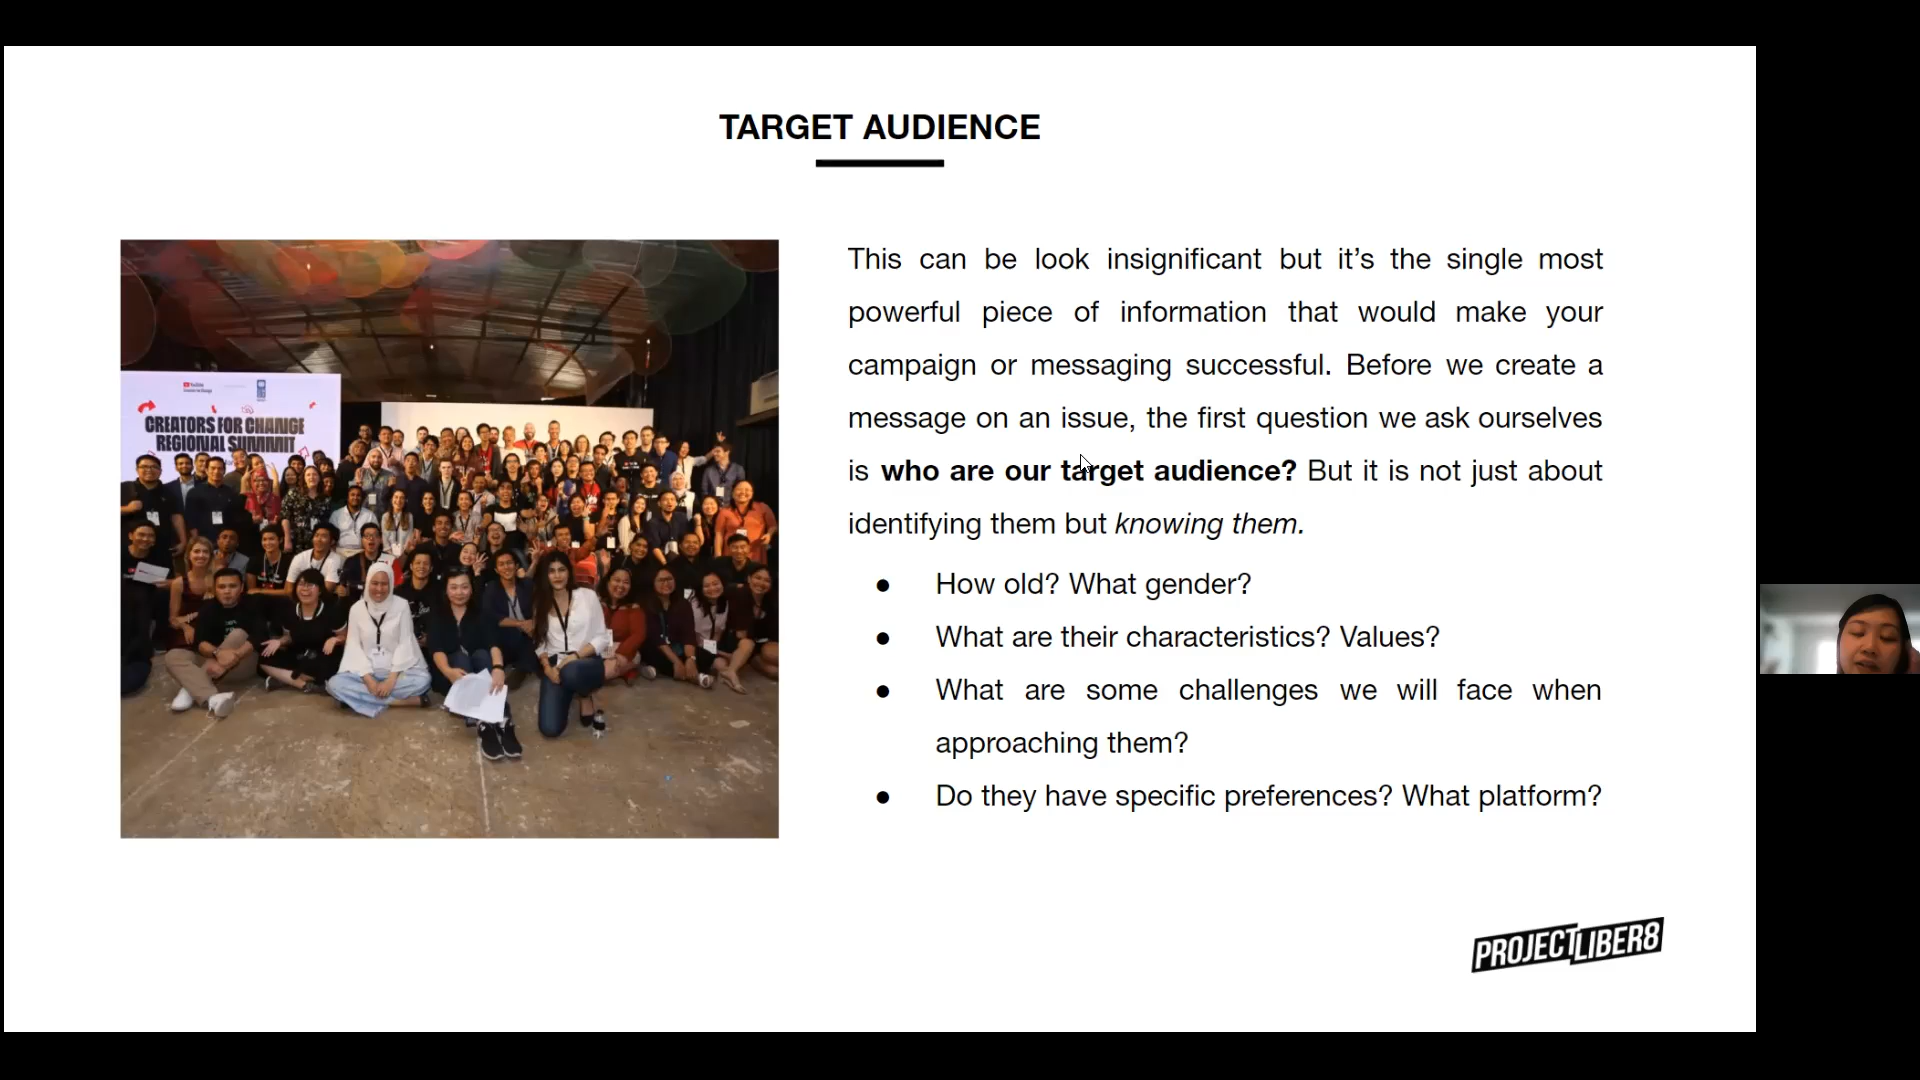 TARGET AUDIENCE
YouTube
Creators for Change
CREATORS FOR CHANGE
REGIONAL SUMMIT
This can be look insignificant but it’s the single most
powerful piece of information that would make your
campaign or messaging successful. Before we create a
message on an issue, the first question we ask ourselves
is who are our target audience? But it is not just about
identifying them but knowing them.
● How old? What gender?
● What are their characteristics? Values?
● What are some challenges we will face when
approaching them?
● Do they have specific preferences? What platform?
PROJECTLIBER8